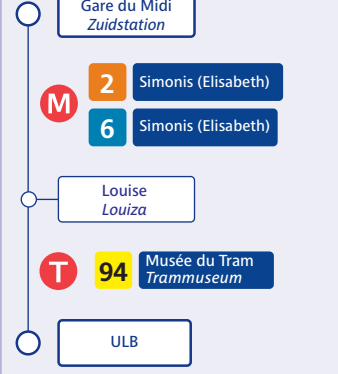 Gare du Midi
Zuidstation
M
2 Simonis (Elisabeth)
6 Simonis (Elisabeth)
Louise
Louiza
T
94 Musée du Tram
Trammuseum
ULB